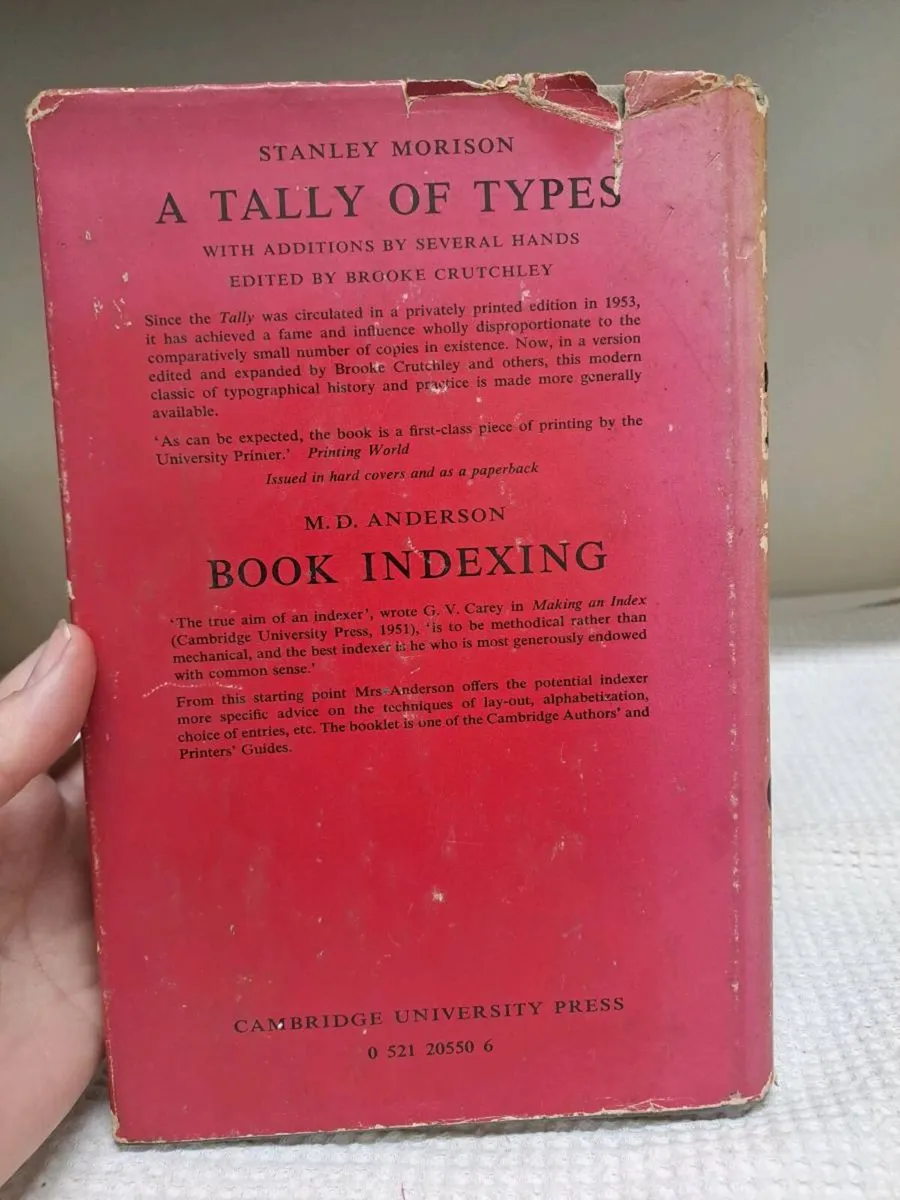 STANLEY MORISON
A TALLY OF TYPES
WITH ADDITIONS BY SEVERAL HANDS
EDITED BY BROOKE CRUTCHLEY
Since the Tally was circulated in a privately printed edition in 1953,
it has achieved a fame and influence wholly disproportionate to the
comparatively small number of copies in existence. Now, in a version
edited and expanded by Brooke Crutchley and others, this modern
classic of typographical history and practice is made more generally
available.
‘As can be expected, the book is a first-class piece of printing by the
University Printer.’ Printing World
Issued in hard covers and as a paperback
M. D. ANDERSON
BOOK INDEXING
‘The true aim of an indexer’, wrote G. V. Carey in Making an Index
(Cambridge University Press, 1951), ‘is to be methodical rather than
mechanical, and the best indexer is he who is most generously endowed
with common sense.’
From this starting point Mrs Anderson offers the potential indexer
more specific advice on the techniques of lay-out, alphabetization,
choice of entries, etc. The booklet is one of the Cambridge Authors’ and
Printers’ Guides.
CAMBRIDGE UNIVERSITY PRESS
0 521 20550 6